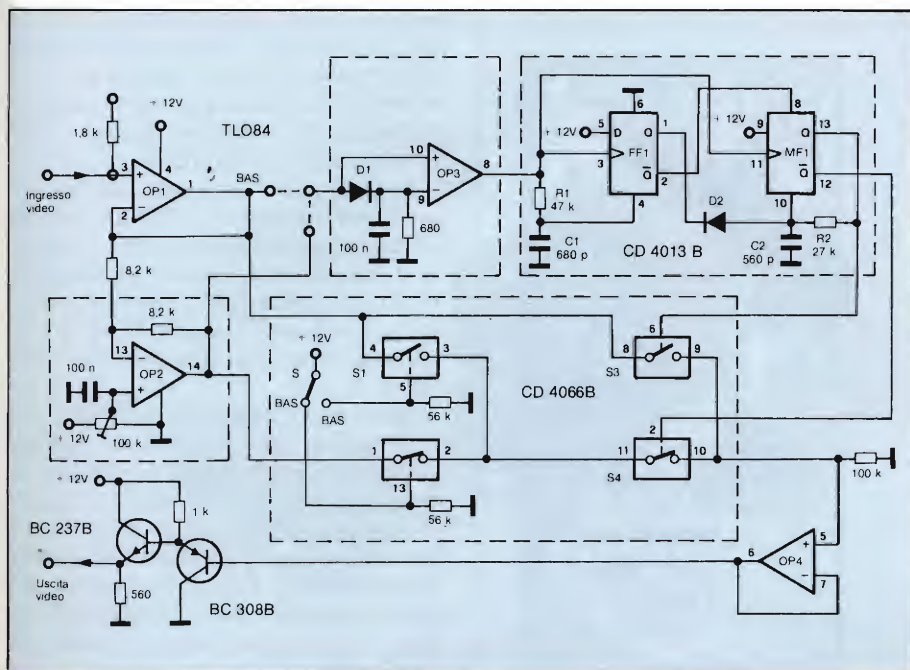 + 12V
1,8 k
TL084
Ingresso
video
3
4
OP1
1
2
BAS
8,2 k
D1
10
OP3
8
9
100 n
680
6
+ 12V
5
D
Q
1
3
FF1
Q
2
4
R1
47 k
C1
680 p
D2
CD 4013 B
8
+ 12V
9
Q
13
11
MF1
Q
12
10
C2
560 p
R2
27 k
8,2 k
100 n
13
OP2
14
+ 12V
100 k
+ 12V
S
BAS
BAS
4
3
S1
5
56 k
CD 4066B
6
8
9
S3
1
2
13
56 k
2
11
10
S4
100 k
5
6
OP4
7
+ 12V
BC 237B
1 k
Uscita
video
560
BC 308B